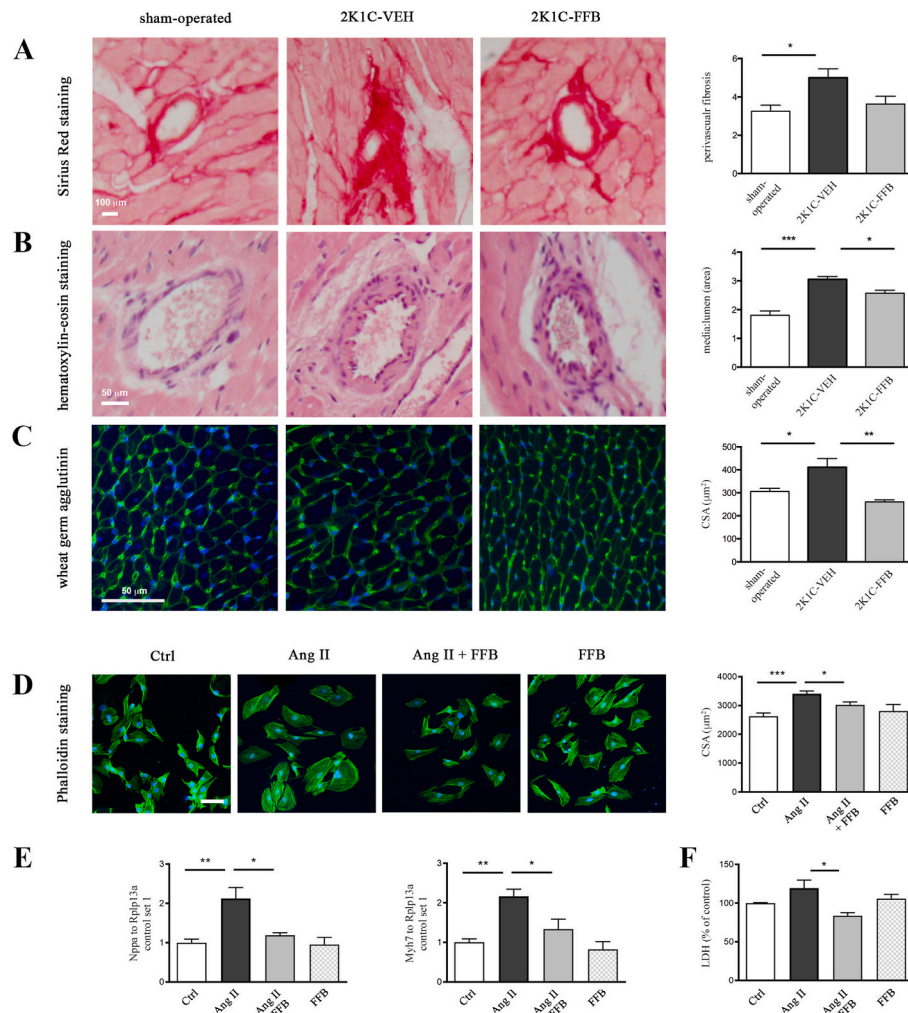 sham-operated 2K1C-VEH 2K1C-FFB
A
Sirius Red staining
100 μm
perivascualr fibrosis
6
4
2
0
*
sham-operated
2K1C-VEH
2K1C-FFB
B
hematoxylin-eosin staining
50 μm
media:lumen (area)
4
3
2
1
0
*** *
sham-operated
2K1C-VEH
2K1C-FFB
C
wheat germ agglutinin
50 μm
CSA (μm²)
500
400
300
200
100
0
* **
sham-operated
2K1C-VEH
2K1C-FFB
Ctrl Ang II Ang II + FFB FFB
D
Phalloidin staining
CSA (μm²)
4000
3000
2000
1000
0
*** *
Ctrl
Ang II
Ang II
+ FFB
FFB
E
Nppa to Rplp13a
control set 1
3
2
1
0
** *
Ctrl
Ang II
Ang II
+ FFB
FFB
Myh7 to Rplp13a
control set 1
3
2
1
0
** *
Ctrl
Ang II
Ang II
+ FFB
FFB
F
LDH (% of control)
150
100
50
0
*
Ctrl
Ang II
Ang II
+ FFB
FFB